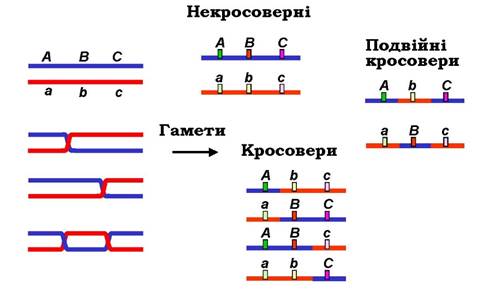 Некросоверні
A B C
a b c
A B C
a b c
Подвійні
кросовери
A b C
a B c
Гамети
Кросовери
A b c
a B C
A B c
a b C